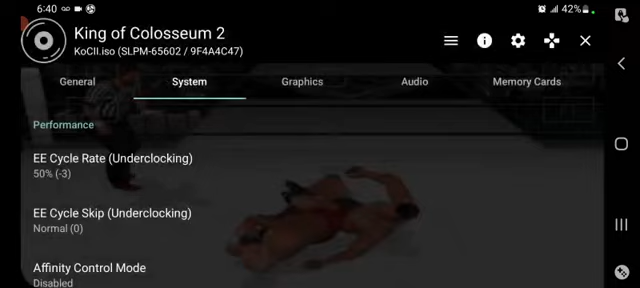 6:40
42%
King of Colosseum 2
KoCII.iso (SLPM-65602 / 9F4A4C47)
General
System
Graphics
Audio
Memory Cards
Performance
EE Cycle Rate (Underclocking)
50% (-3)
EE Cycle Skip (Underclocking)
Normal (0)
Affinity Control Mode
Disabled